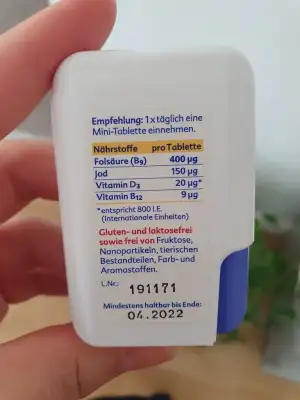 Empfehlung: 1x täglich eine
Mini-Tablette einnehmen.
Nährstoffe pro Tablette
Folsäure (B9) 400 µg
Jod 150 µg
Vitamin D3 20 µg*
Vitamin B12 9 µg
*entspricht 800 I.E.
(Internationale Einheiten)
Gluten- und laktosefrei
sowie frei von Fruktose,
Nanopartikeln, tierischen
Bestandteilen, Farb- und
Aromastoffen.
L.Nr.: 191171
Mindestens haltbar bis Ende:
04.2022